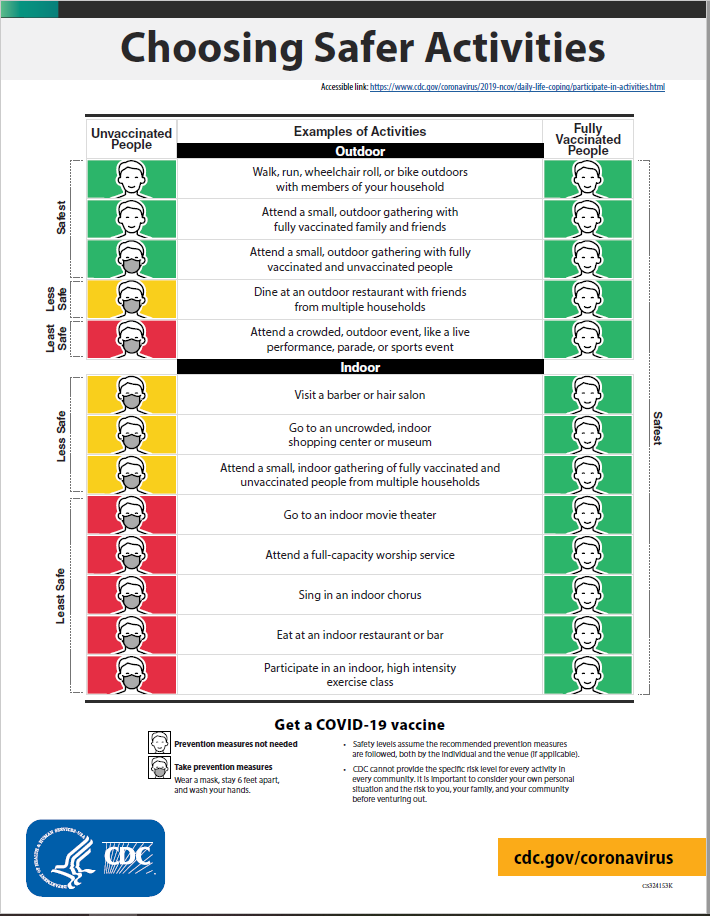 Choosing Safer Activities
Accessible link: https://www.cdc.gov/coronavirus/2019-ncov/daily-life-coping/participate-in-activities.html
Unvaccinated
People
Examples of Activities
Fully
Vaccinated
People
Outdoor
Safest
Walk, run, wheelchair roll, or bike outdoors
with members of your household
Attend a small, outdoor gathering with
fully vaccinated family and friends
Attend a small, outdoor gathering with fully
vaccinated and unvaccinated people
Less
Safe
Dine at an outdoor restaurant with friends
from multiple households
Least
Safe
Attend a crowded, outdoor event, like a live
performance, parade, or sports event
Indoor
Less Safe
Visit a barber or hair salon
Go to an uncrowded, indoor
shopping center or museum
Attend a small, indoor gathering of fully vaccinated and
unvaccinated people from multiple households
Least Safe
Go to an indoor movie theater
Attend a full-capacity worship service
Sing in an indoor chorus
Eat at an indoor restaurant or bar
Participate in an indoor, high intensity
exercise class
Safest
Get a COVID-19 vaccine
Prevention measures not needed
Take prevention measures
Wear a mask, stay 6 feet apart,
and wash your hands.
• Safety levels assume the recommended prevention measures
are followed, both by the individual and the venue (if applicable).
• CDC cannot provide the specific risk level for every activity in
every community. It is important to consider your own personal
situation and the risk to you, your family, and your community
before venturing out.
DEPARTMENT OF HEALTH & HUMAN SERVICES • USA
CDC
cdc.gov/coronavirus
CS324153K